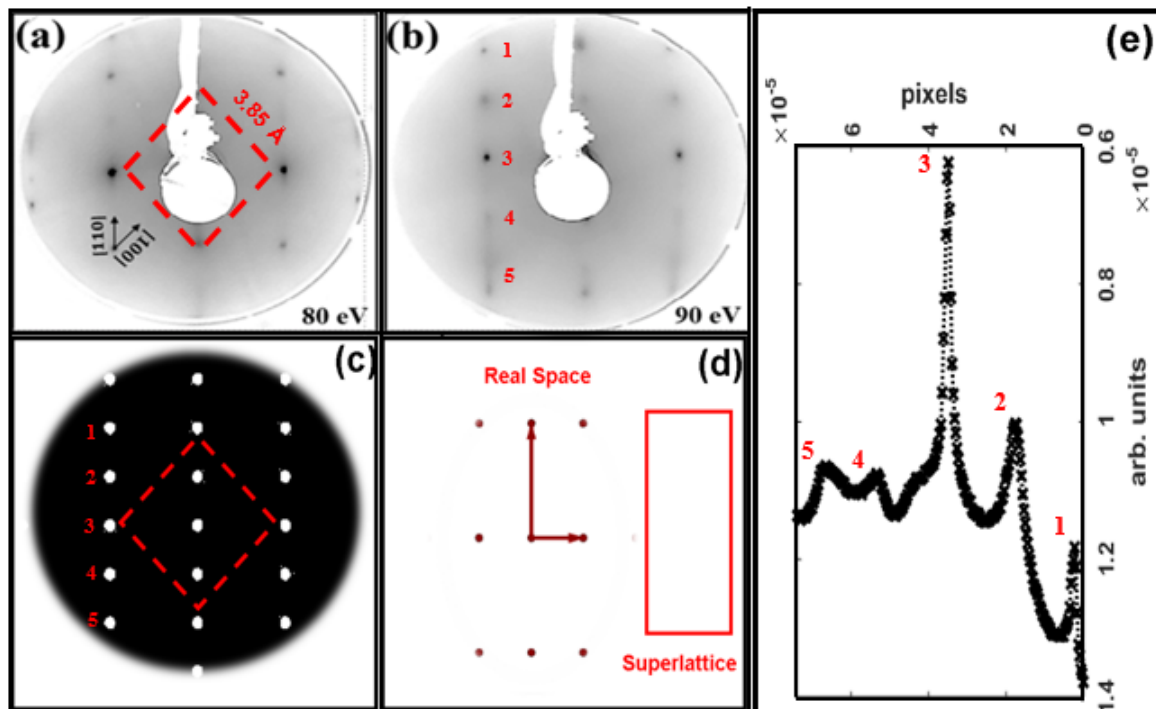 (a)
3.85 Å
|110|
|001|
80 eV
(b)
1
2
3
4
5
90 eV
(c)
1
2
3
4
5
(d)
Real Space
Superlattice
(e)
pixels
×10⁻⁵
6
4
2
0
0.6
×10⁻⁵
0.8
1
1.2
1.4
arb. units
3
2
5
4
1